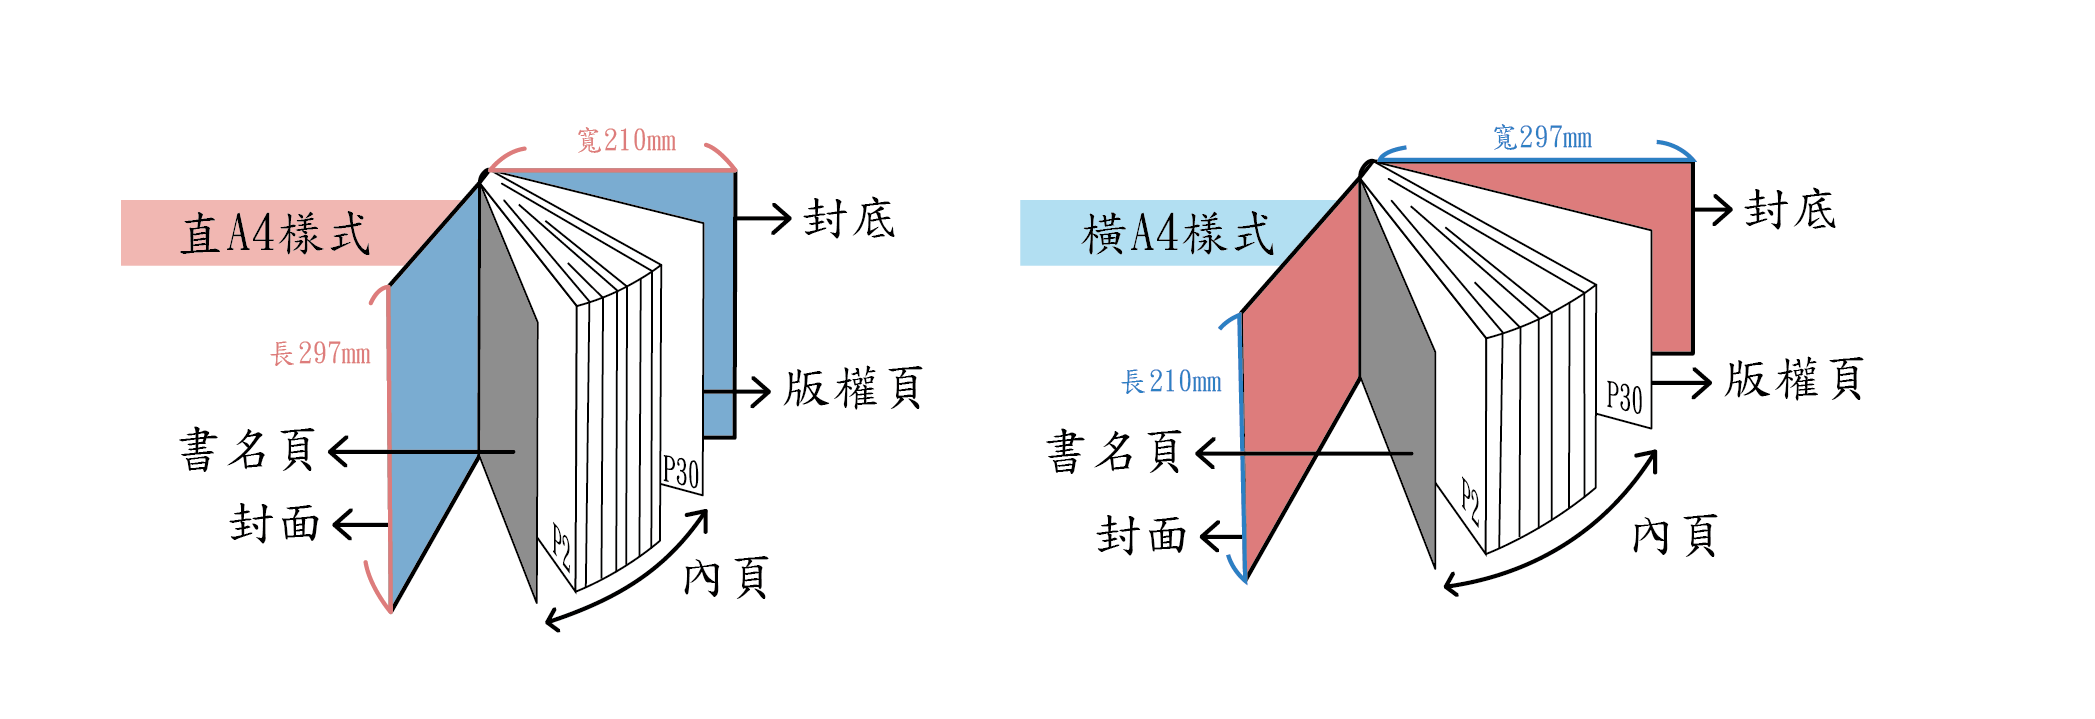 寬210mm
直A4樣式
封底
長297mm
版權頁
書名頁
P30
封面
P2
內頁
寬297mm
橫A4樣式
封底
長210mm
版權頁
P30
書名頁
P2
封面
內頁